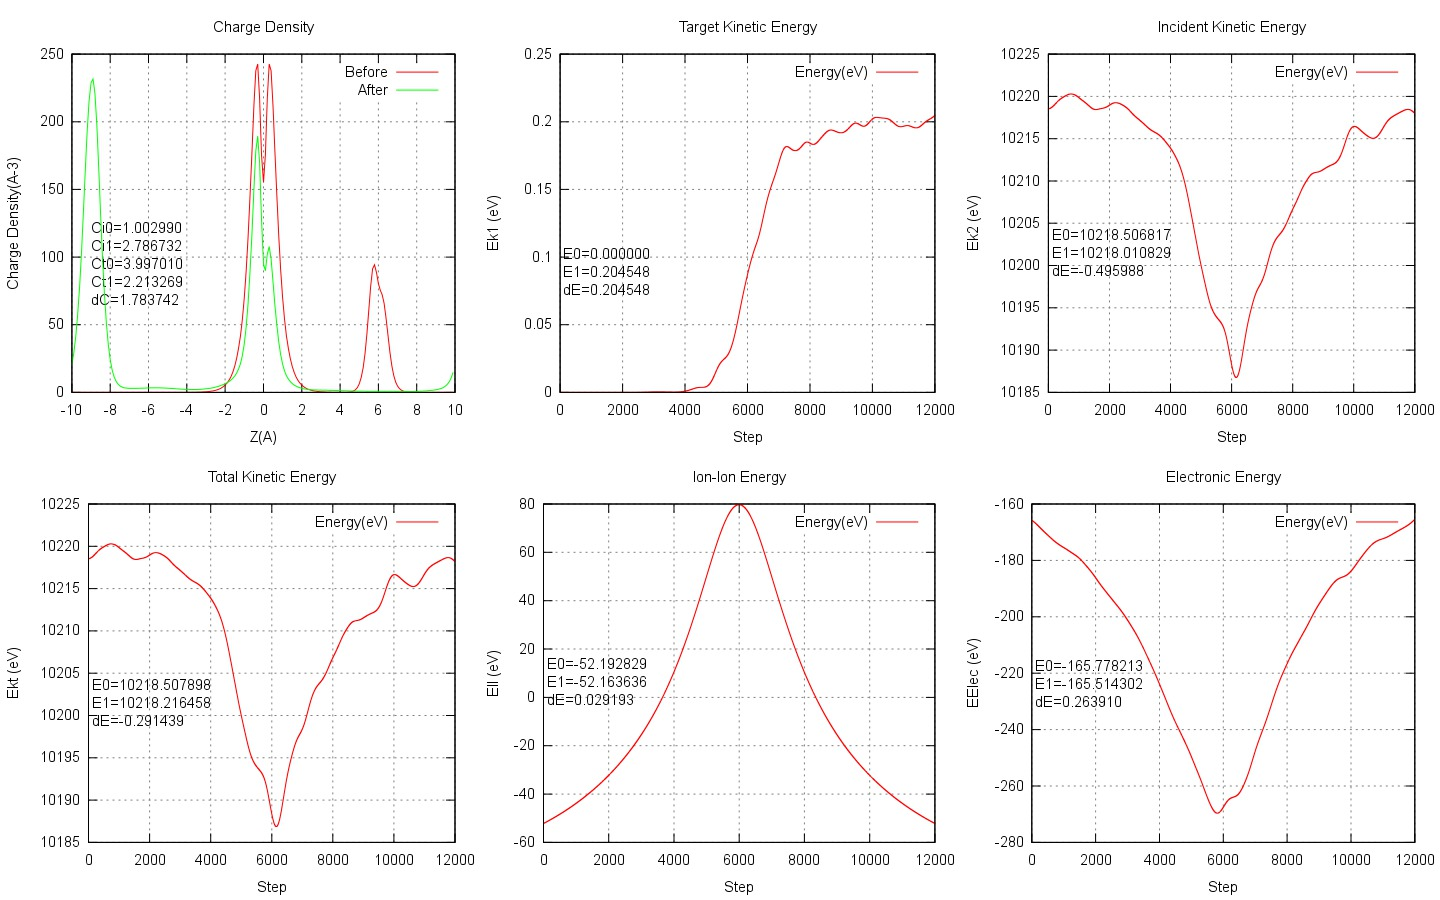 Charge Density
250
200
150
100
50
0
-10 -8 -6 -4 -2 0 2 4 6 8 10
Charge Density(A-3)
Z(A)
Before
After
Ci0=1.002990
Ci1=2.786732
Ct0=3.997010
Ct1=2.213269
dC=1.783742
Target Kinetic Energy
0.25
0.2
0.15
0.1
0.05
0
0 2000 4000 6000 8000 10000 12000
Ek1 (eV)
Step
Energy(eV)
E0=0.000000
E1=0.204548
dE=0.204548
Incident Kinetic Energy
10225
10220
10215
10210
10205
10200
10195
10190
10185
0 2000 4000 6000 8000 10000 12000
Ek2 (eV)
Step
Energy(eV)
E0=10218.506817
E1=10218.010829
dE=-0.495988
Total Kinetic Energy
10225
10220
10215
10210
10205
10200
10195
10190
10185
0 2000 4000 6000 8000 10000 12000
Ekt (eV)
Step
Energy(eV)
E0=10218.507898
E1=10218.216458
dE=-0.291439
Ion-Ion Energy
80
60
40
20
0
-20
-40
-60
0 2000 4000 6000 8000 10000 12000
EII (eV)
Step
Energy(eV)
E0=-52.192829
E1=-52.163636
dE=0.029193
Electronic Energy
-160
-180
-200
-220
-240
-260
-280
0 2000 4000 6000 8000 10000 12000
EElec (eV)
Step
Energy(eV)
E0=-165.778213
E1=-165.514302
dE=0.263910